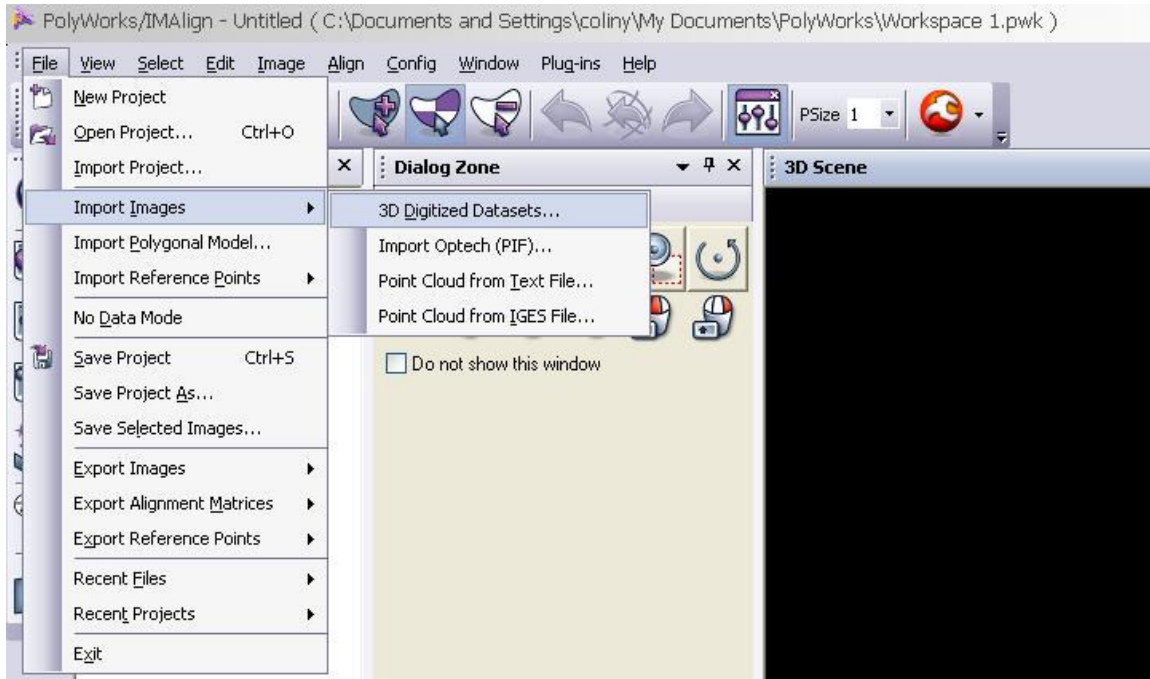 PolyWorks/IMAlign - Untitled ( C:\Documents and Settings\coliny\My Documents\PolyWorks\Workspace 1.pwk )
File View Select Edit Image Align Config Window Plug-ins Help
New Project
Open Project... Ctrl+O
Import Project...
Import Images
Import Polygonal Model...
Import Reference Points
No Data Mode
Save Project Ctrl+S
Save Project As...
Save Selected Images...
Export Images
Export Alignment Matrices
Export Reference Points
Recent Files
Recent Projects
Exit
PSize 1
Dialog Zone
3D Scene
3D Digitized Datasets...
Import Optech (PIF)...
Point Cloud from Text File...
Point Cloud from IGES File...
Do not show this window